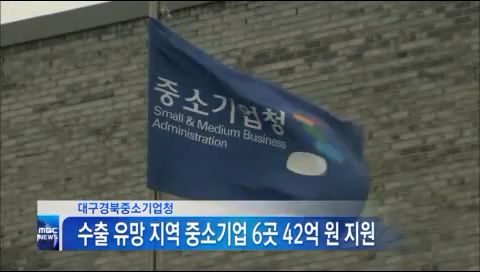 중소기업청
Small & Medium Business
Administration
대구경북중소기업청
수출 유망 지역 중소기업 6곳 42억 원 지원
mbc
NEWS